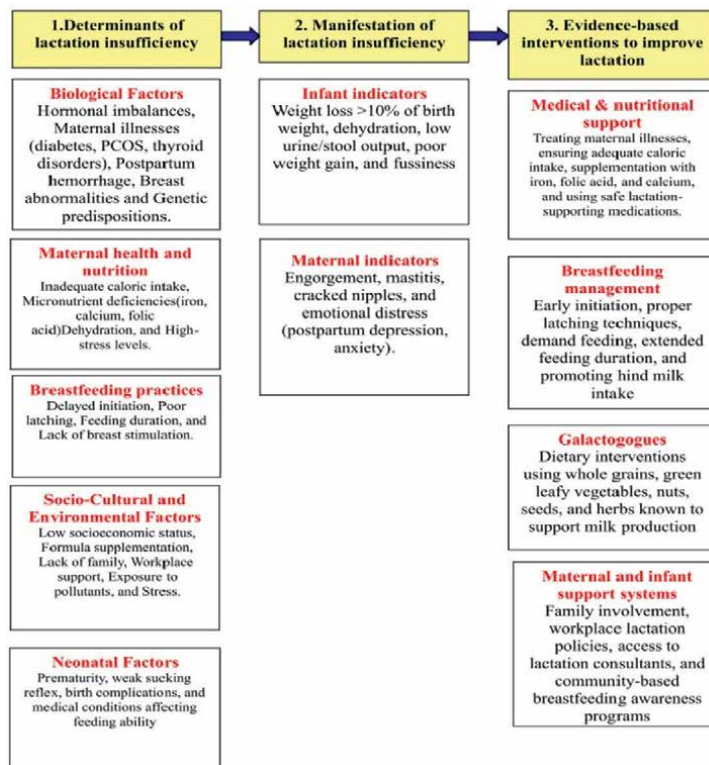 1.Determinants of
lactation insufficiency
Biological Factors
Hormonal imbalances,
Maternal illnesses
(diabetes, PCOS, thyroid
disorders), Postpartum
hemorrhage, Breast
abnormalities and Genetic
predispositions.
Maternal health and
nutrition
Inadequate caloric intake,
Micronutrient deficiencies(iron,
calcium, folic
acid)Dehydration, and High-
stress levels.
Breastfeeding practices
Delayed initiation, Poor
latching, Feeding duration, and
Lack of breast stimulation.
Socio-Cultural and
Environmental Factors
Low socioeconomic status,
Formula supplementation,
Lack of family, Workplace
support, Exposure to
pollutants, and Stress.
Neonatal Factors
Prematurity, weak sucking
reflex, birth complications, and
medical conditions affecting
feeding ability
2. Manifestation of
lactation insufficiency
Infant indicators
Weight loss >10% of birth
weight, dehydration, low
urine/stool output, poor
weight gain, and fussiness
Maternal indicators
Engorgement, mastitis,
cracked nipples, and
emotional distress
(postpartum depression,
anxiety).
3. Evidence-based
interventions to improve
lactation
Medical & nutritional
support
Treating maternal illnesses,
ensuring adequate caloric
intake, supplementation with
iron, folic acid, and calcium,
and using safe lactation-
supporting medications.
Breastfeeding
management
Early initiation, proper
latching techniques,
demand feeding, extended
feeding duration, and
promoting hind milk
intake
Galactogogues
Dietary interventions
using whole grains, green
leafy vegetables, nuts,
seeds, and herbs known to
support milk production
Maternal and infant
support systems
Family involvement,
workplace lactation
policies, access to
lactation consultants, and
community-based
breastfeeding awareness
programs